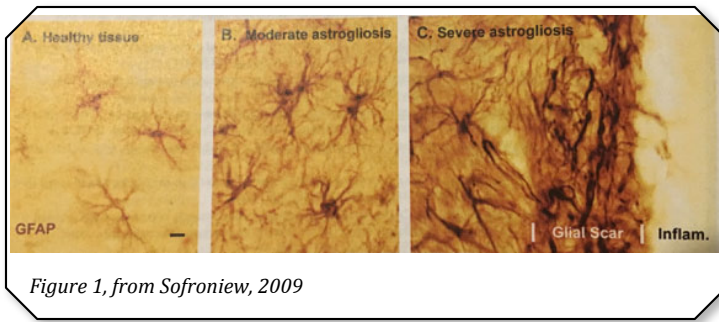 A. Healthy tissue
B. Moderate astrogliosis
C. Severe astrogliosis
GFAP
Glial Scar
Inflam.
Figure 1, from Sofroniew, 2009